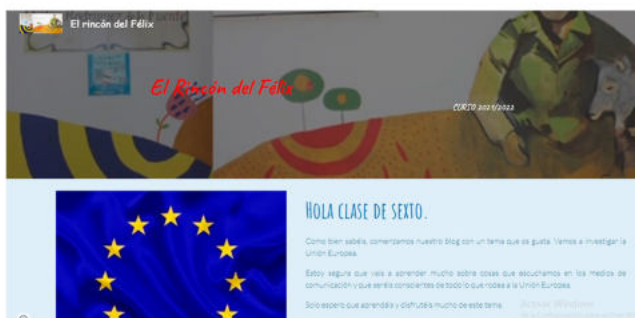 El rincón del Félix
El Rincón del Félix
CURSO 2021/2022
HOLA CLASE DE SEXTO.
Como bien sabéis, comenzamos nuestro blog con un tema que os gusta. Vamos a investigar la
Unión Europea.
Estoy segura que vais a aprender mucho sobre cosas que escuchamos en los medios de
comunicación y que seréis conscientes de todo lo que rodea a la Unión Europea.
Solo espero que aprendáis y disfrutéis mucho de este tema.
Activar Windows